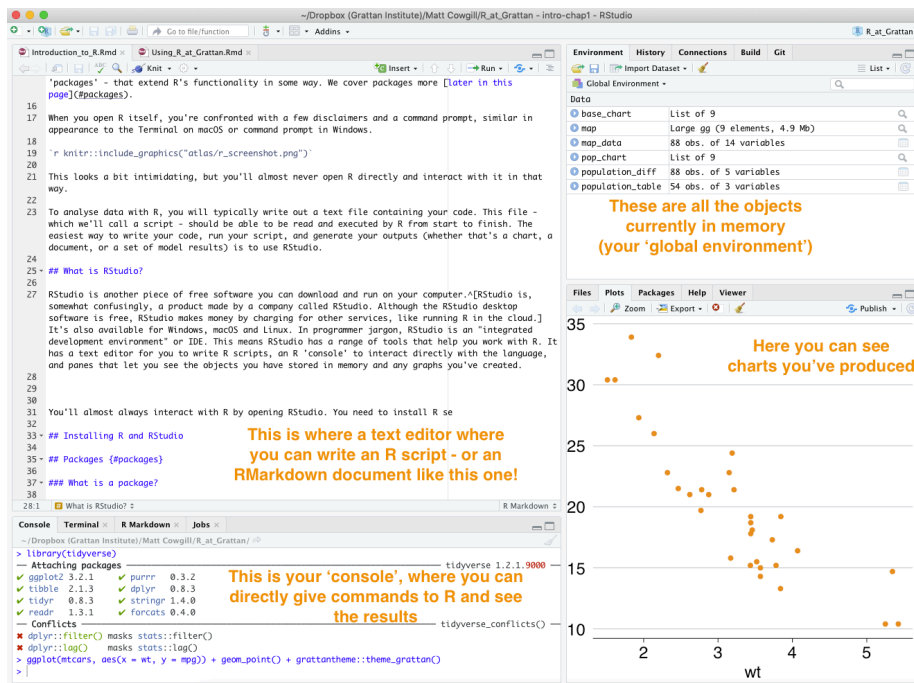 ~/Dropbox (Grattan Institute)/Matt Cowgill/R_at_Grattan - intro-chap1 - RStudio
Go to file/function
Addins
R_at_Grattan
Introduction_to_R.Rmd
Using_R_at_Grattan.Rmd
ABC
Knit
Insert
Run
'packages' - that extend R's functionality in some way. We cover packages more [later in this
page](#packages).
16
17 When you open R itself, you're confronted with a few disclaimers and a command prompt, similar in
appearance to the Terminal on macOS or command prompt in Windows.
18
19 `r knitr::include_graphics("atlas/r_screenshot.png")`
20
21 This looks a bit intimidating, but you'll almost never open R directly and interact with it in that
way.
22
23 To analyse data with R, you will typically write out a text file containing your code. This file -
which we'll call a script - should be able to be read and executed by R from start to finish. The
easiest way to write your code, run your script, and generate your outputs (whether that's a chart, a
document, or a set of model results) is to use RStudio.
24
25 ## What is RStudio?
26
27 RStudio is another piece of free software you can download and run on your computer.^[RStudio is,
somewhat confusingly, a product made by a company called RStudio. Although the RStudio desktop
software is free, RStudio makes money by charging for other services, like running R in the cloud.]
It's also available for Windows, macOS and Linux. In programmer jargon, RStudio is an "integrated
development environment" or IDE. This means RStudio has a range of tools that help you work with R. It
has a text editor for you to write R scripts, an R 'console' to interact directly with the language,
and panes that let you see the objects you have stored in memory and any graphs you've created.
28
29
30
31 You'll almost always interact with R by opening RStudio. You need to install R se
32
33 ## Installing R and RStudio
34
35 ## Packages {#packages}
36
37 ### What is a package?
38
This is where a text editor where
you can write an R script - or an
RMarkdown document like this one!
28:1 What is RStudio? R Markdown
Console Terminal R Markdown Jobs
~/Dropbox (Grattan Institute)/Matt Cowgill/R_at_Grattan/
> library(tidyverse)
— Attaching packages — tidyverse 1.2.1.9000 —
✔ ggplot2 3.2.1 ✔ purrr 0.3.2
✔ tibble 2.1.3 ✔ dplyr 0.8.3
✔ tidyr 0.8.3 ✔ stringr 1.4.0
✔ readr 1.3.1 ✔ forcats 0.4.0
— Conflicts — tidyverse_conflicts() —
✖ dplyr::filter() masks stats::filter()
✖ dplyr::lag() masks stats::lag()
> ggplot(mtcars, aes(x = wt, y = mpg)) + geom_point() + grattantheme::theme_grattan()
>
This is your 'console', where you can
directly give commands to R and see
the results
Environment History Connections Build Git
Import Dataset
List
Global Environment
Data
base_chart List of 9
map Large gg (9 elements, 4.9 Mb)
map_data 88 obs. of 14 variables
pop_chart List of 9
population_diff 88 obs. of 5 variables
population_table 54 obs. of 3 variables
These are all the objects
currently in memory
(your 'global environment')
Files Plots Packages Help Viewer
Zoom Export Publish
Here you can see
charts you've produced
35
30
25
20
15
10
2 3 4 5
wt